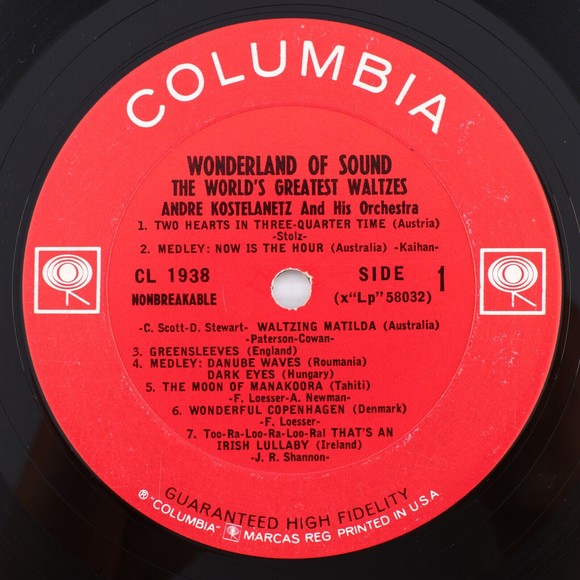 COLUMBIA
WONDERLAND OF SOUND
THE WORLD'S GREATEST WALTZES
ANDRE KOSTELANETZ And His Orchestra
1. TWO HEARTS IN THREE-QUARTER TIME (Austria)
-Stolz-
2. MEDLEY: NOW IS THE HOUR (Australia) -Kaihan-
CL 1938 SIDE 1
NONBREAKABLE (x"Lp" 58032)
-C. Scott-D. Stewart- WALTZING MATILDA (Australia)
-Paterson-Cowan-
3. GREENSLEEVES (England)
4. MEDLEY: DANUBE WAVES (Roumania)
DARK EYES (Hungary)
5. THE MOON OF MANAKOORA (Tahiti)
-F. Loesser-A. Newman-
6. WONDERFUL COPENHAGEN (Denmark)
-F. Loesser-
7. Too-Ra-Loo-Ra-Loo-Ral THAT'S AN
IRISH LULLABY (Ireland)
-J. R. Shannon-
GUARANTEED HIGH FIDELITY
® "COLUMBIA" MARCAS REG PRINTED IN U.S.A